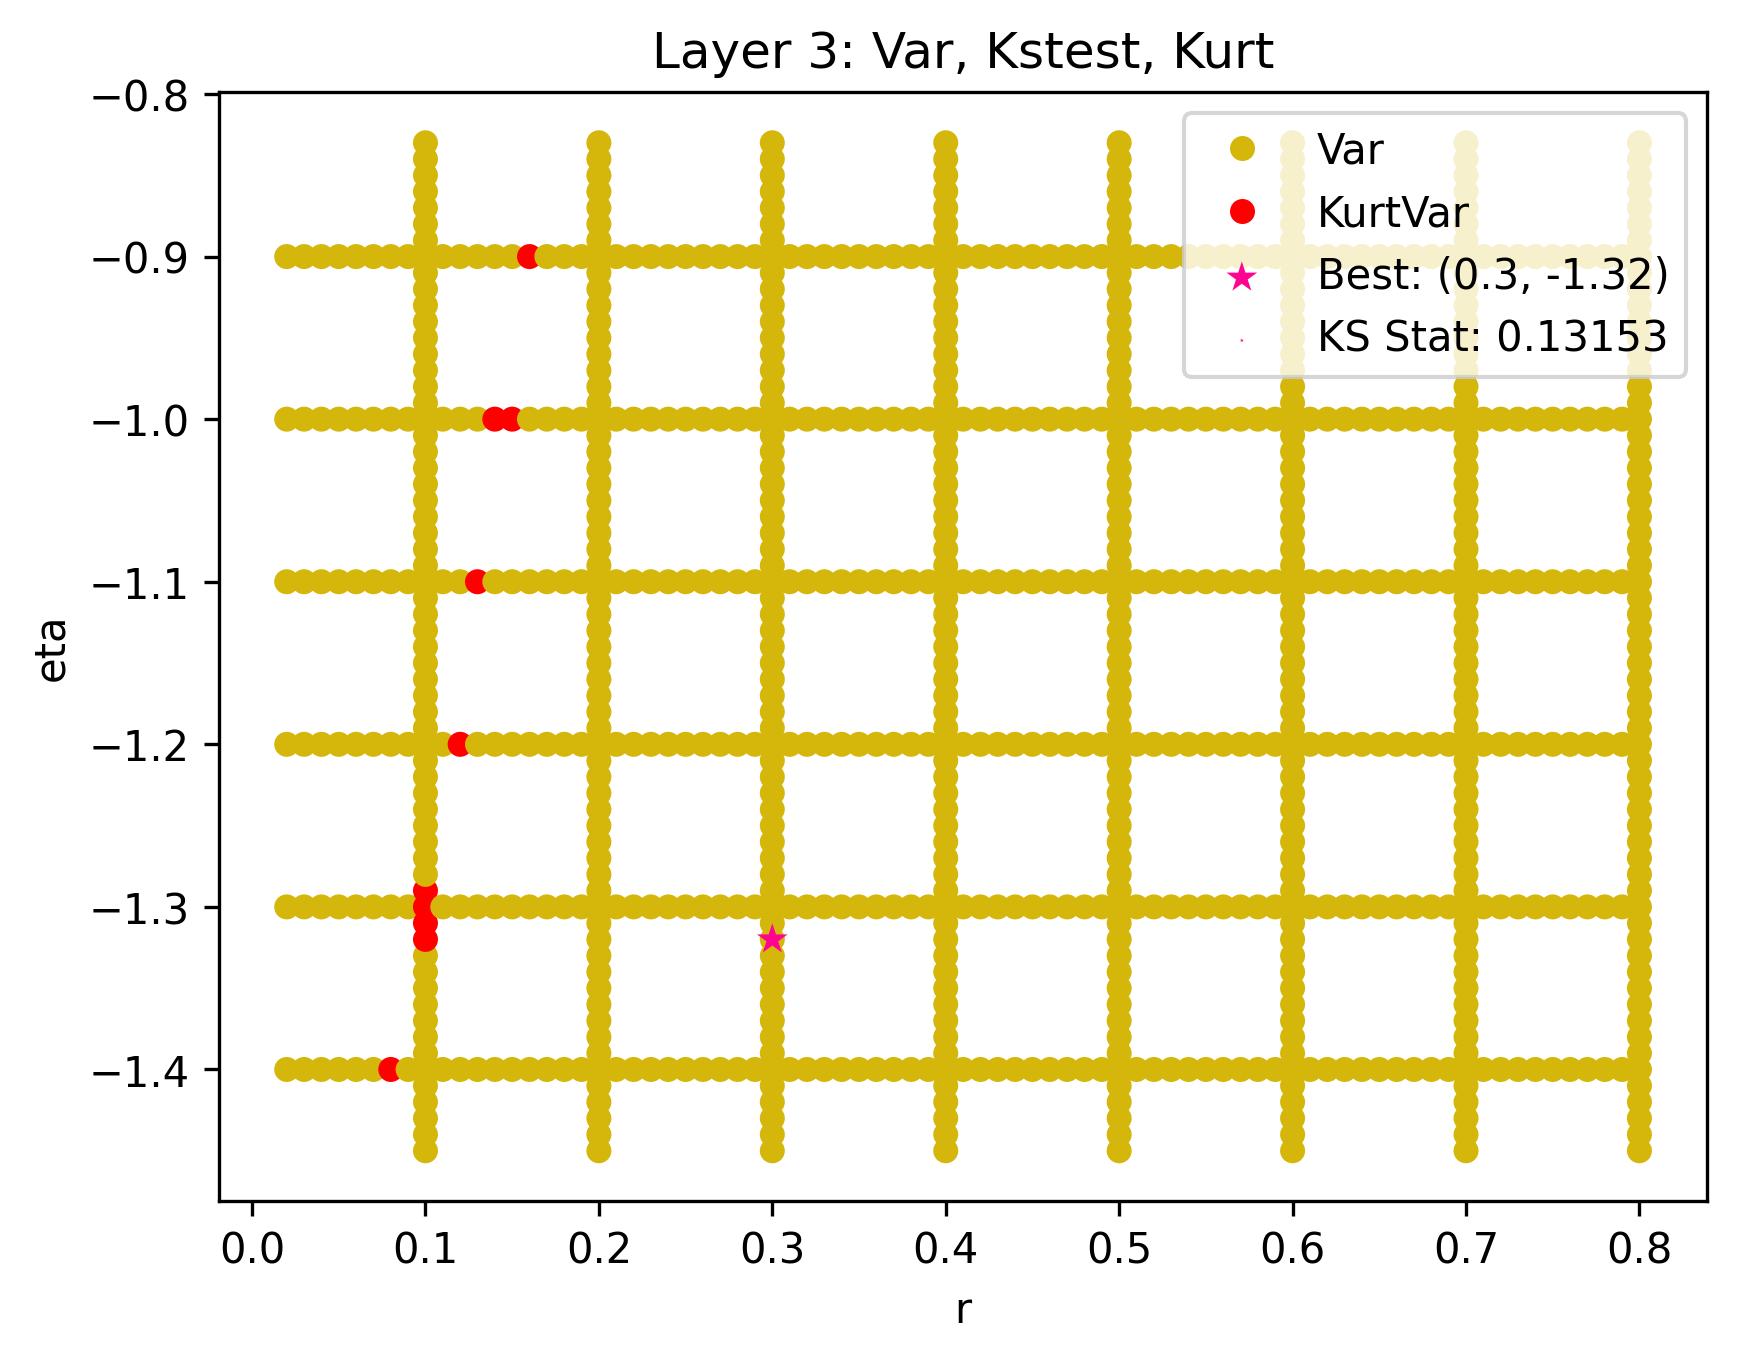 Layer 3: Var, Kstest, Kurt
−0.8
−0.9
−1.0
−1.1
−1.2
−1.3
−1.4
eta
Var
KurtVar
Best: (0.3, -1.32)
KS Stat: 0.13153
0.0 0.1 0.2 0.3 0.4 0.5 0.6 0.7 0.8
r